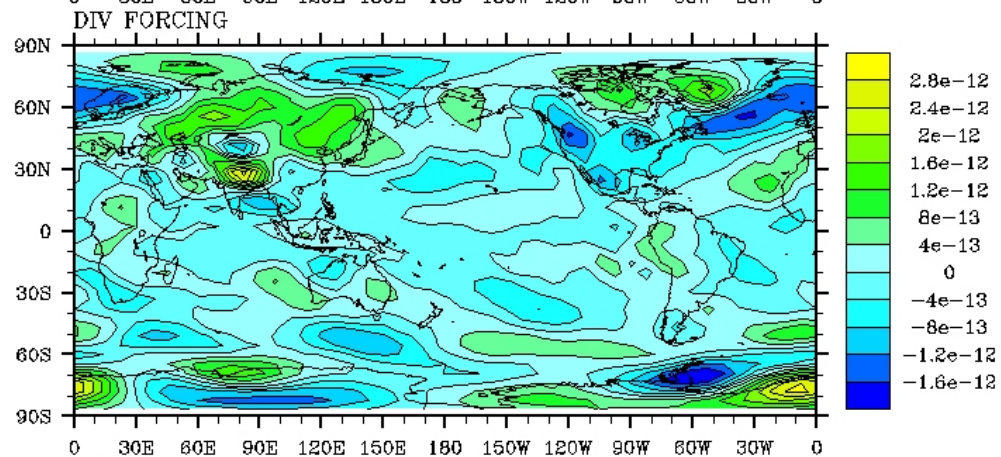 DIV FORCING
90N
60N
30N
0
30S
60S
90S
0 30E 60E 90E 120E 150E 180 150W 120W 90W 60W 30W 0
2.8e-12
2.4e-12
2e-12
1.6e-12
1.2e-12
8e-13
4e-13
0
-4e-13
-8e-13
-1.2e-12
-1.6e-12